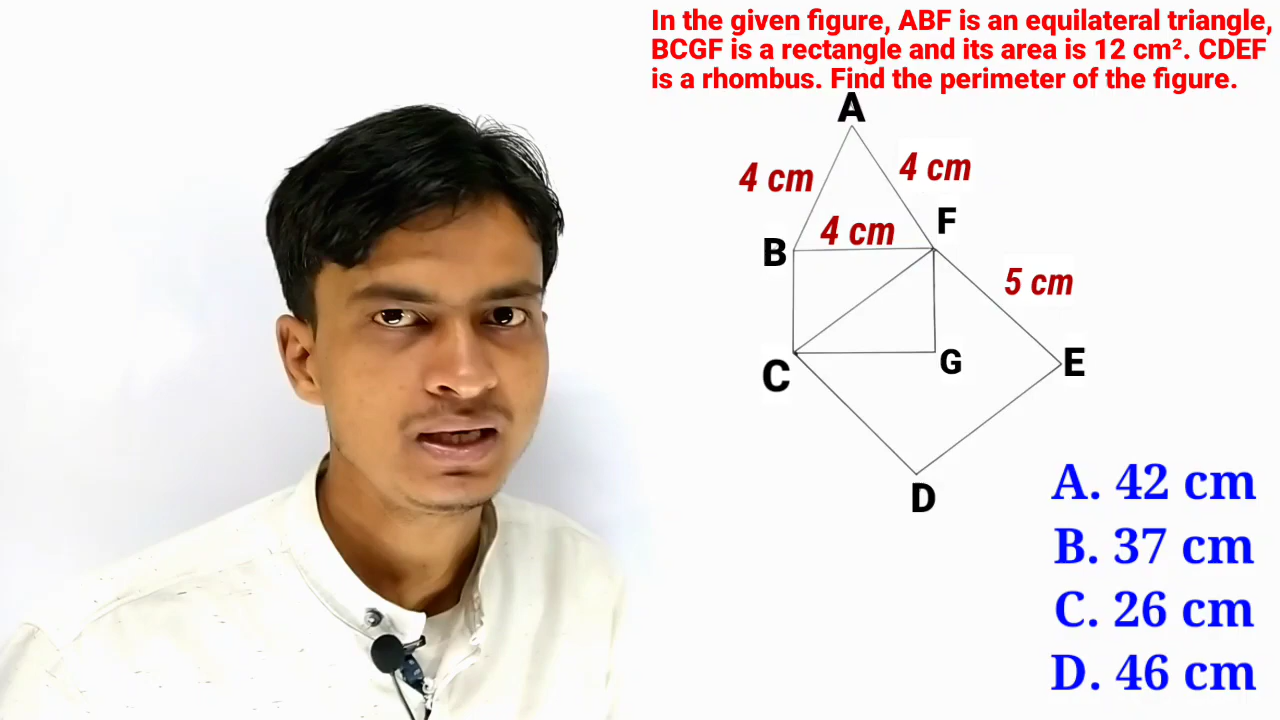 In the given figure, ABF is an equilateral triangle,
BCGF is a rectangle and its area is 12 cm². CDEF
is a rhombus. Find the perimeter of the figure.
A
4 cm
4 cm
F
4 cm
B
5 cm
C
G
E
D
A. 42 cm
B. 37 cm
C. 26 cm
D. 46 cm